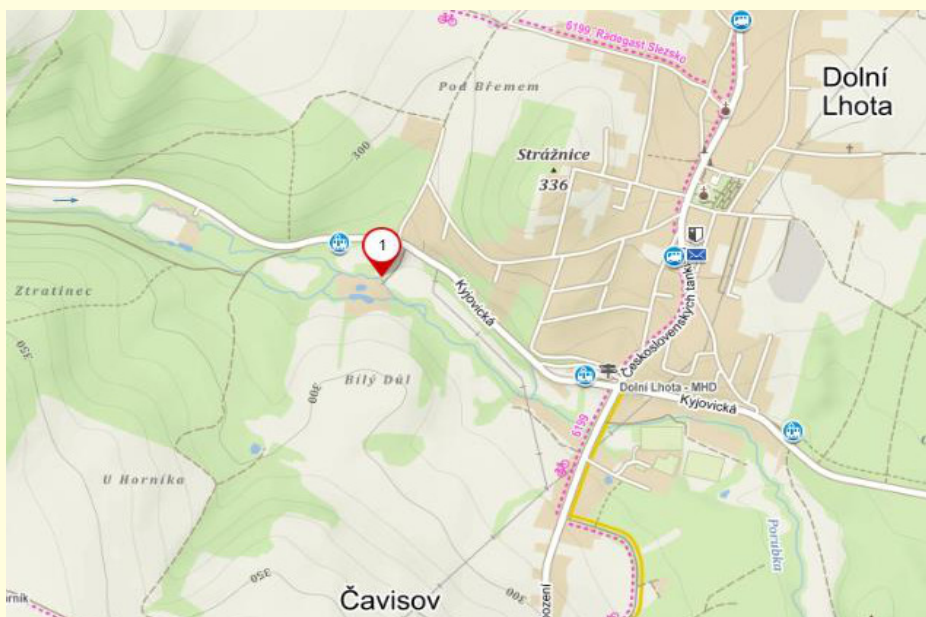 6199, Radegast Slezsko
Dolní
Lhota
Pod Břemem
300
Strážnice
336
1
Ztratinec
Kyjovická
Československých tank
350
Bílý Důl
300
Dolní Lhota - MHD
Kyjovická
6199
U Horníka
Porubka
350
Čavisov
300